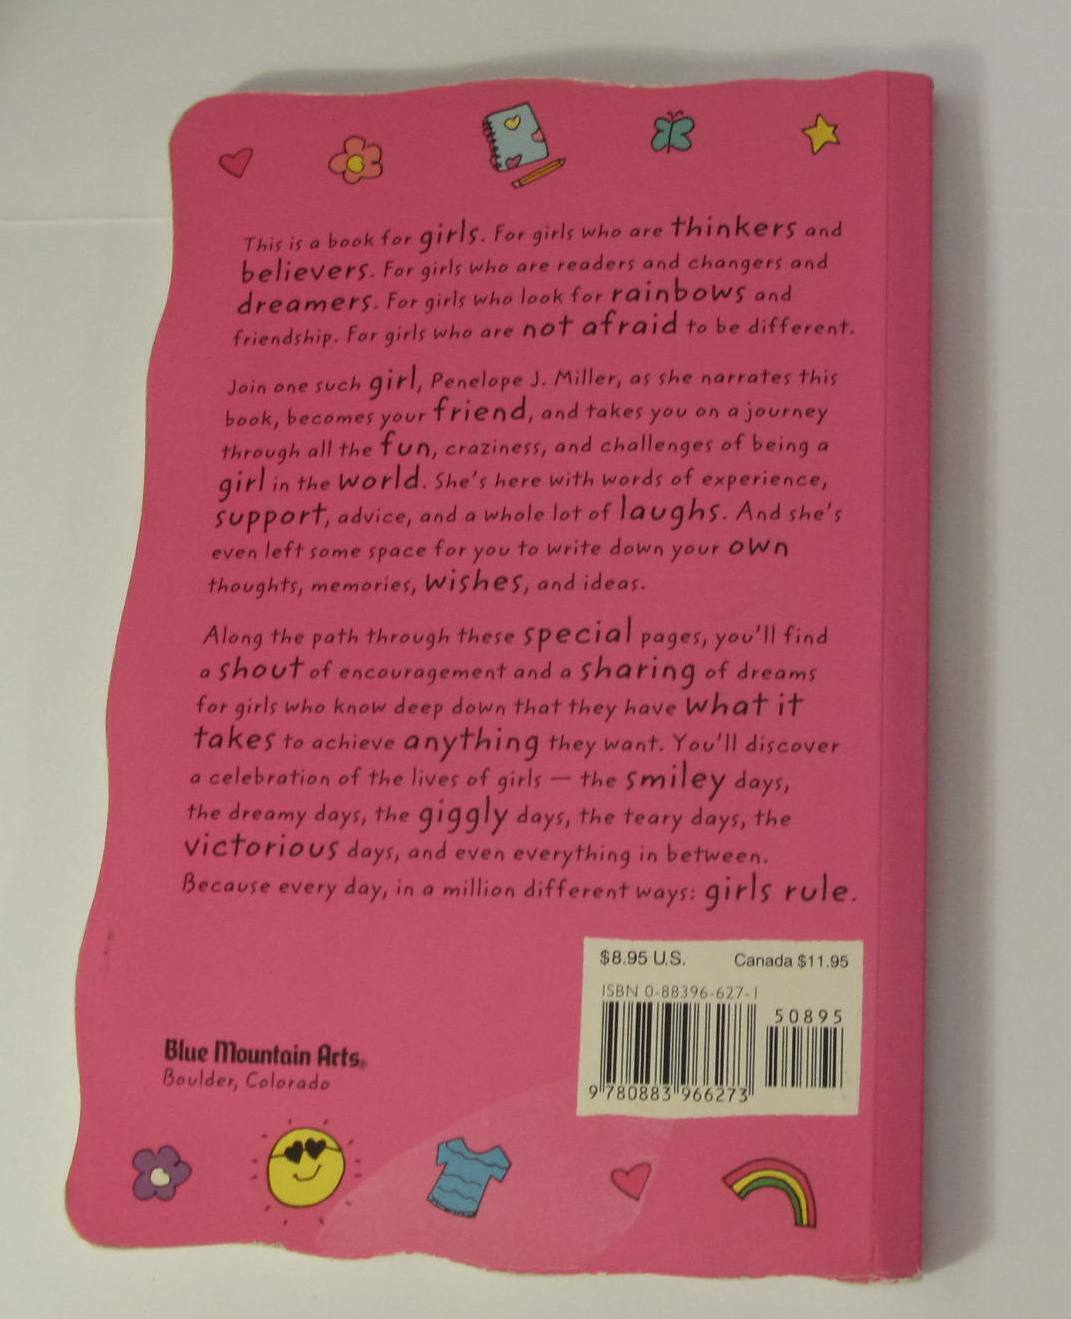 This is a book for girls. For girls who are thinkers and
believers. For girls who are readers and changers and
dreamers. For girls who look for rainbows and
friendship. For girls who are not afraid to be different.
Join one such girl, Penelope J. Miller, as she narrates this
book, becomes your friend, and takes you on a journey
through all the fun, craziness, and challenges of being a
girl in the world. She's here with words of experience,
support, advice, and a whole lot of laughs. And she's
even left some space for you to write down your own
thoughts, memories, wishes, and ideas.
Along the path through these special pages, you'll find
a shout of encouragement and a sharing of dreams
for girls who know deep down that they have what it
takes to achieve anything they want. You'll discover
a celebration of the lives of girls — the smiley days,
the dreamy days, the giggly days, the teary days, the
victorious days, and even everything in between.
Because every day, in a million different ways: girls rule.
$8.95 U.S. Canada $11.95
ISBN 0-88396-627-1
50895
9 780883 966273
Blue Mountain Arts®
Boulder, Colorado